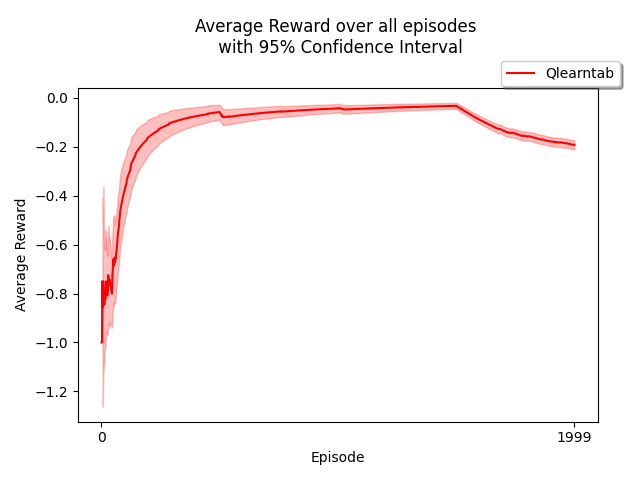 Average Reward over all episodes
with 95% Confidence Interval
Qlearntab
0.0
−0.2
−0.4
−0.6
−0.8
−1.0
−1.2
Average Reward
0
1999
Episode